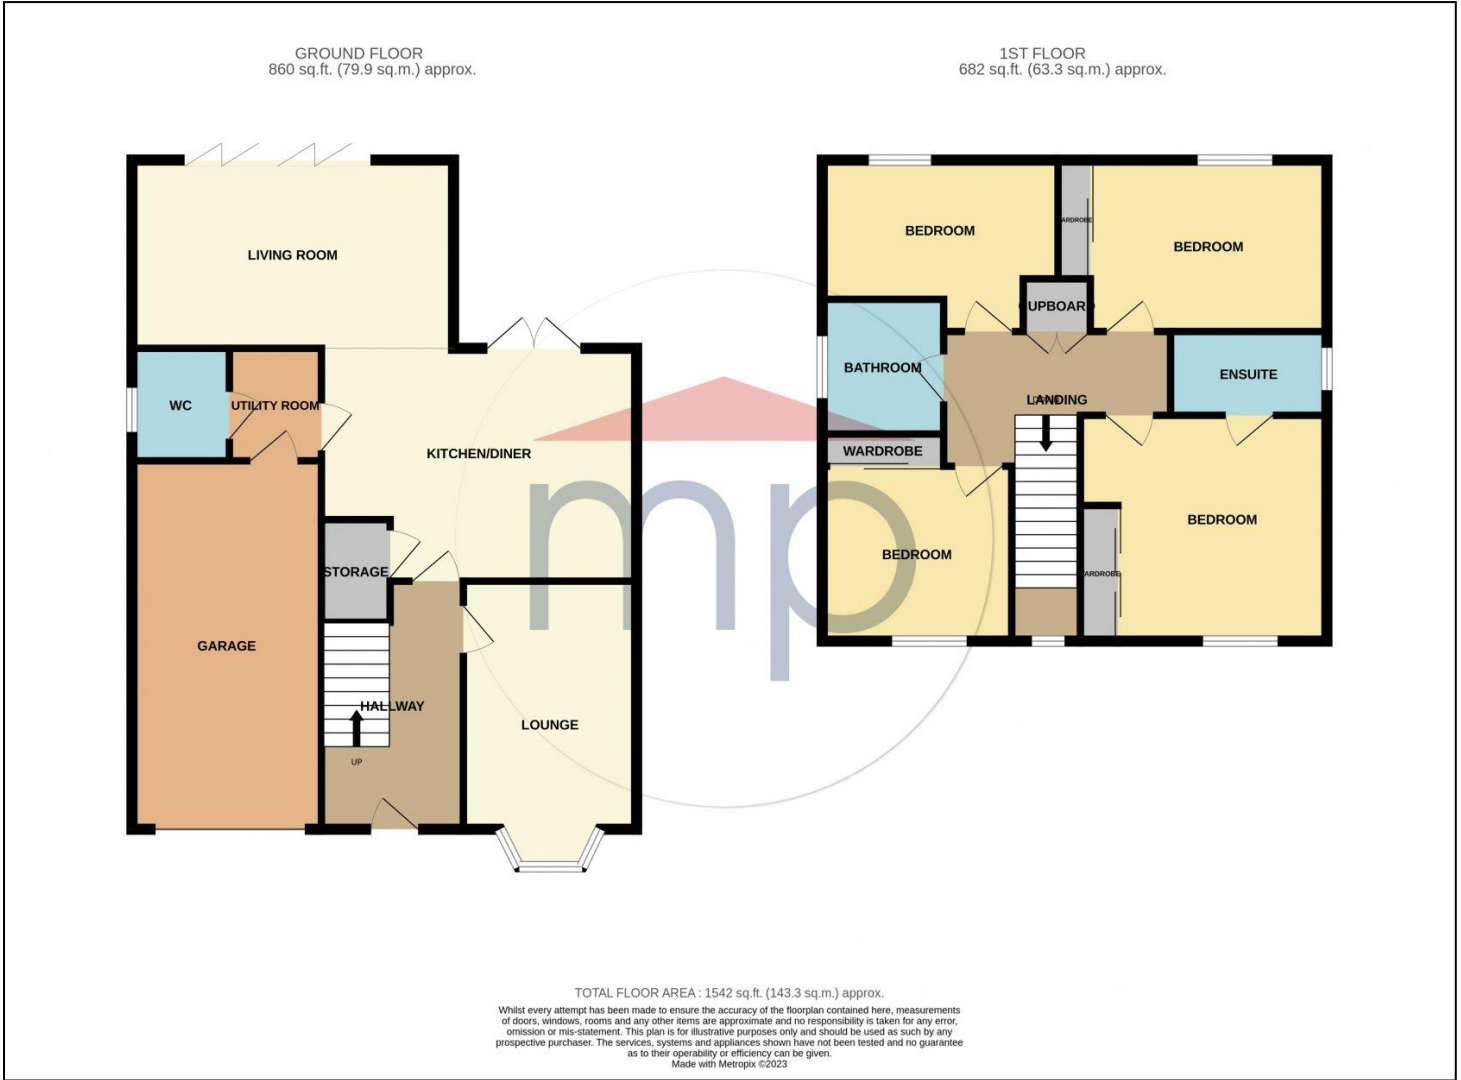 GROUND FLOOR
860 sq.ft. (79.9 sq.m.) approx.
1ST FLOOR
682 sq.ft. (63.3 sq.m.) approx.
LIVING ROOM
WC
UTILITY ROOM
KITCHEN/DINER
STORAGE
GARAGE
HALLWAY
UP
LOUNGE
BEDROOM
ARDROBE
BEDROOM
UPBOAR
BATHROOM
ENSUITE
LANDING
WARDROBE
BEDROOM
BEDROOM
ARDROBE
mp
TOTAL FLOOR AREA : 1542 sq.ft. (143.3 sq.m.) approx.
Whilst every attempt has been made to ensure the accuracy of the floorplan contained here, measurements
of doors, windows, rooms and any other items are approximate and no responsibility is taken for any error,
omission or mis-statement. This plan is for illustrative purposes only and should be used as such by any
prospective purchaser. The services, systems and appliances shown have not been tested and no guarantee
as to their operability or efficiency can be given.
Made with Metropix ©2023